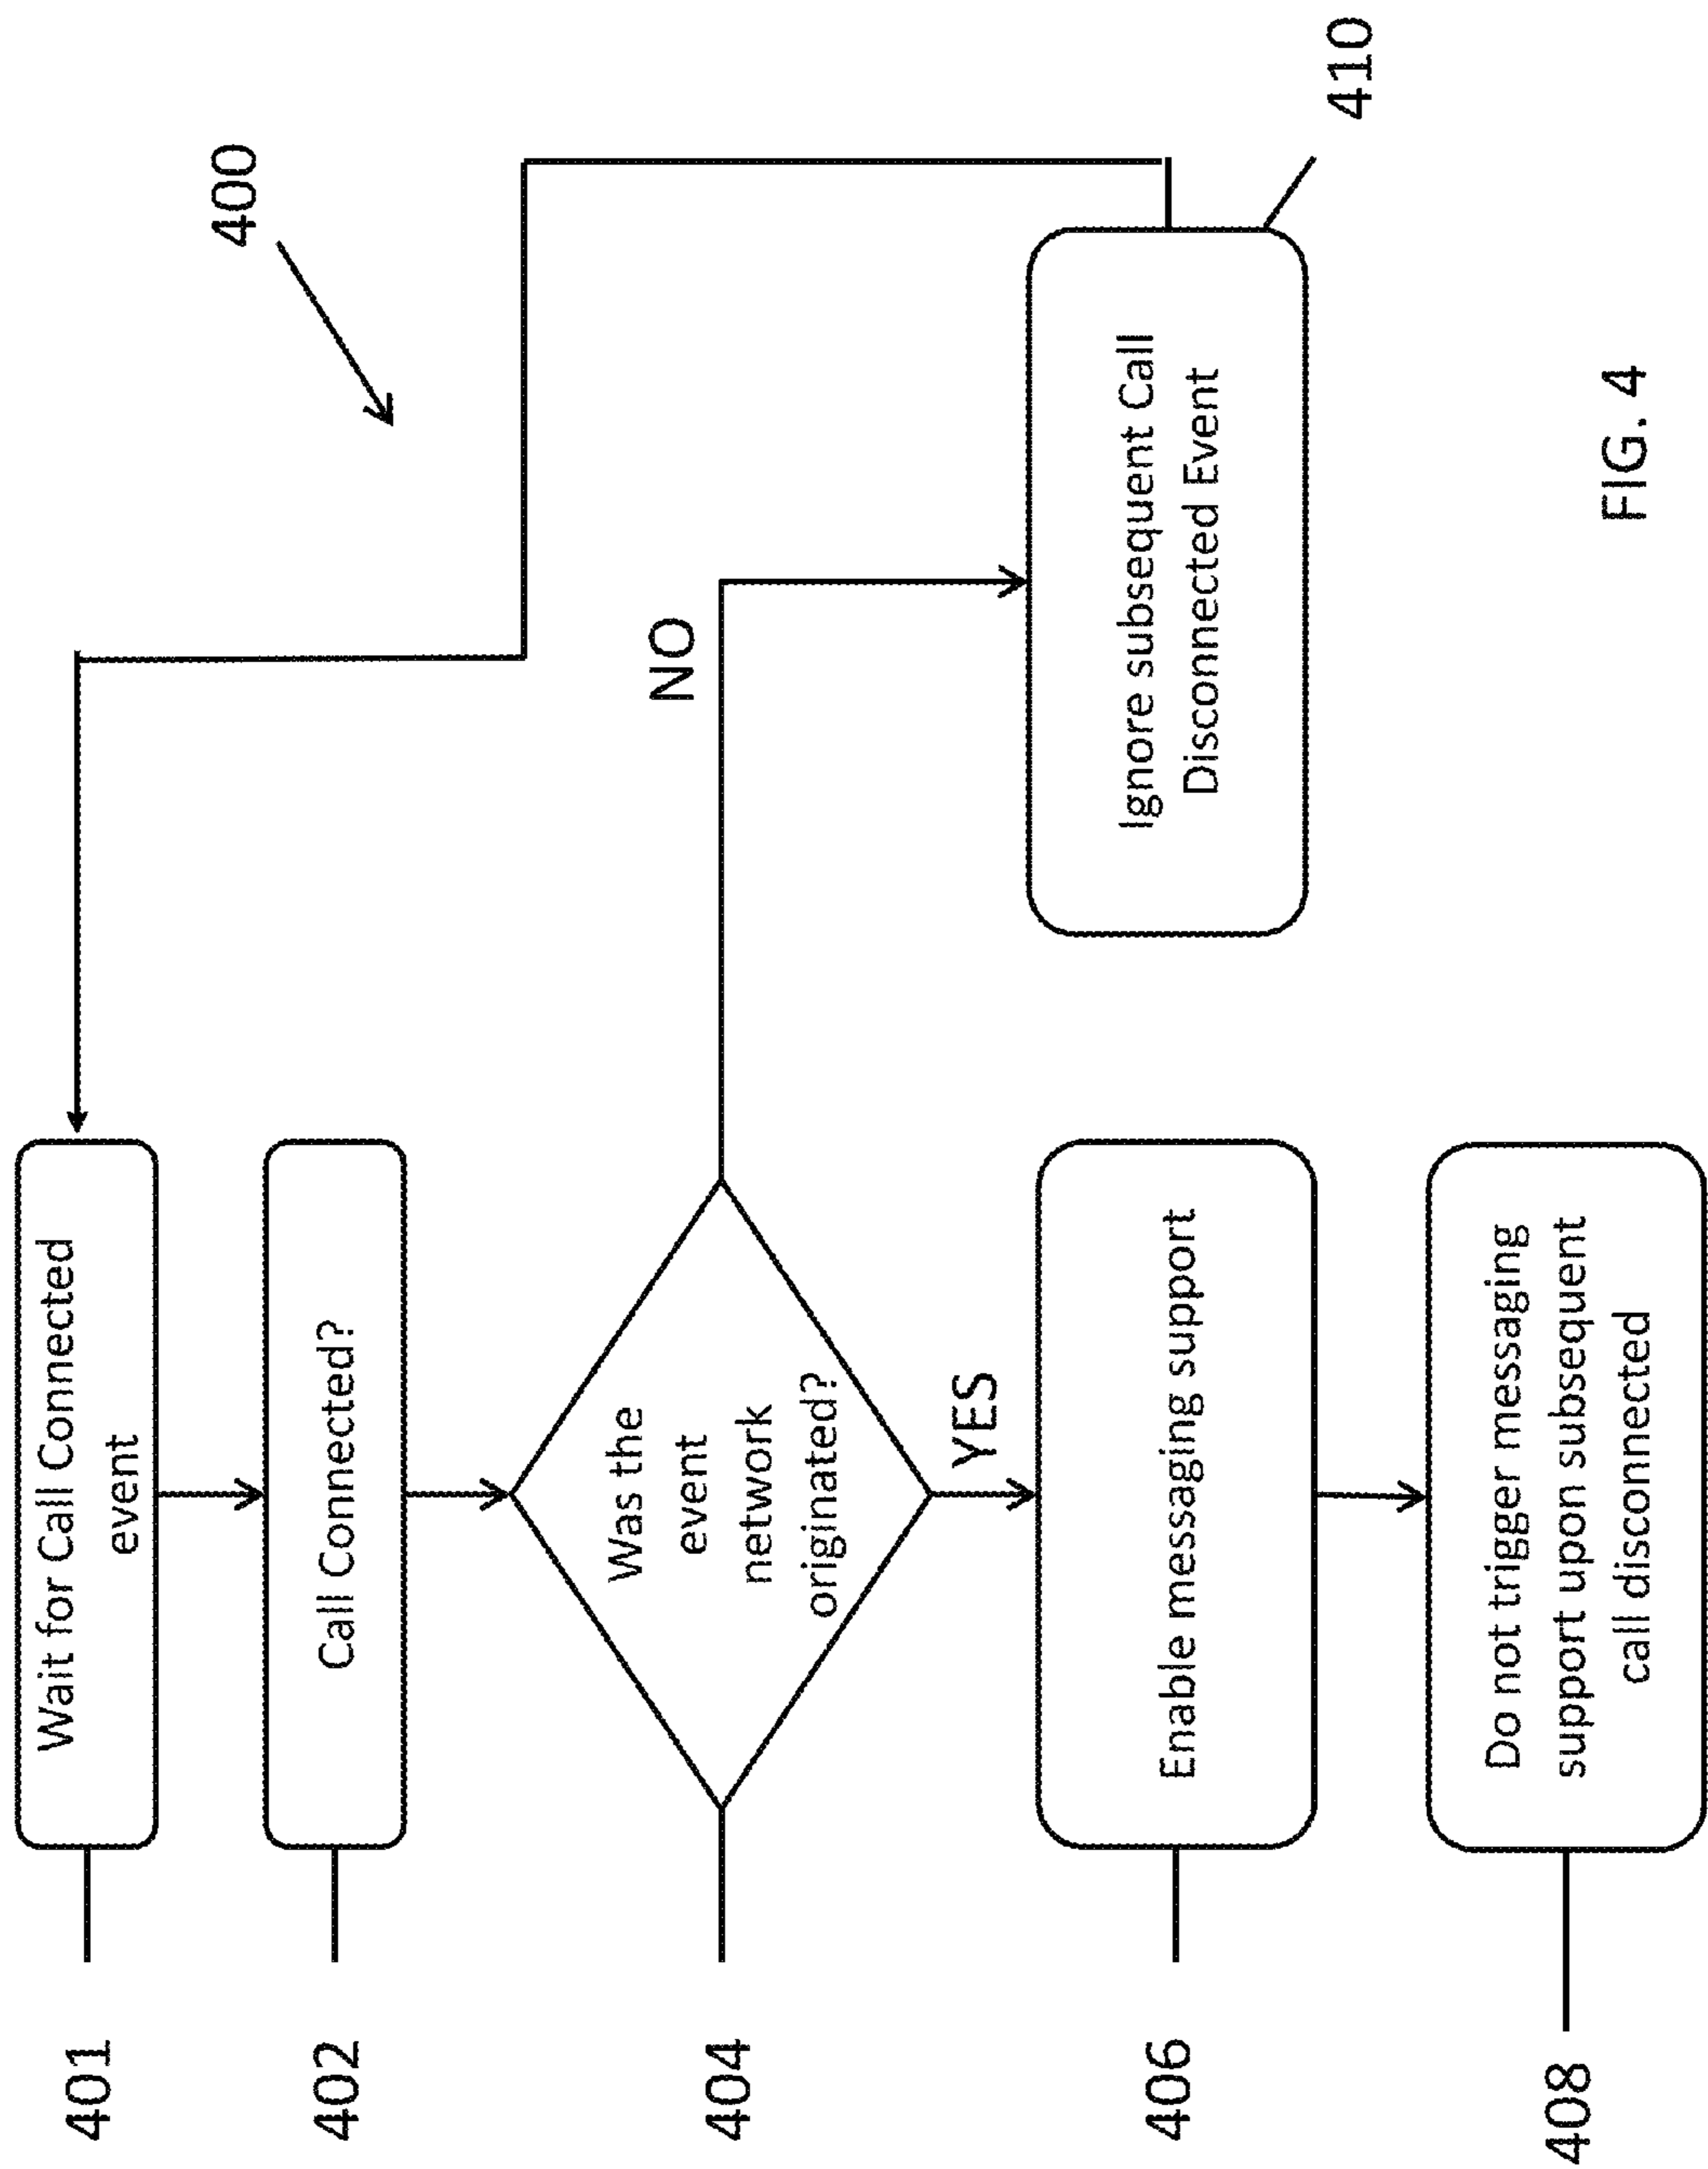 400
401
Wait for Call Connected
event
402
Call Connected?
404
Was the
event
network
originated?
NO
YES
406
Enable messaging support
410
Ignore subsequent Call
Disconnected Event
408
Do not trigger messaging
support upon subsequent
call disconnected
FIG. 4